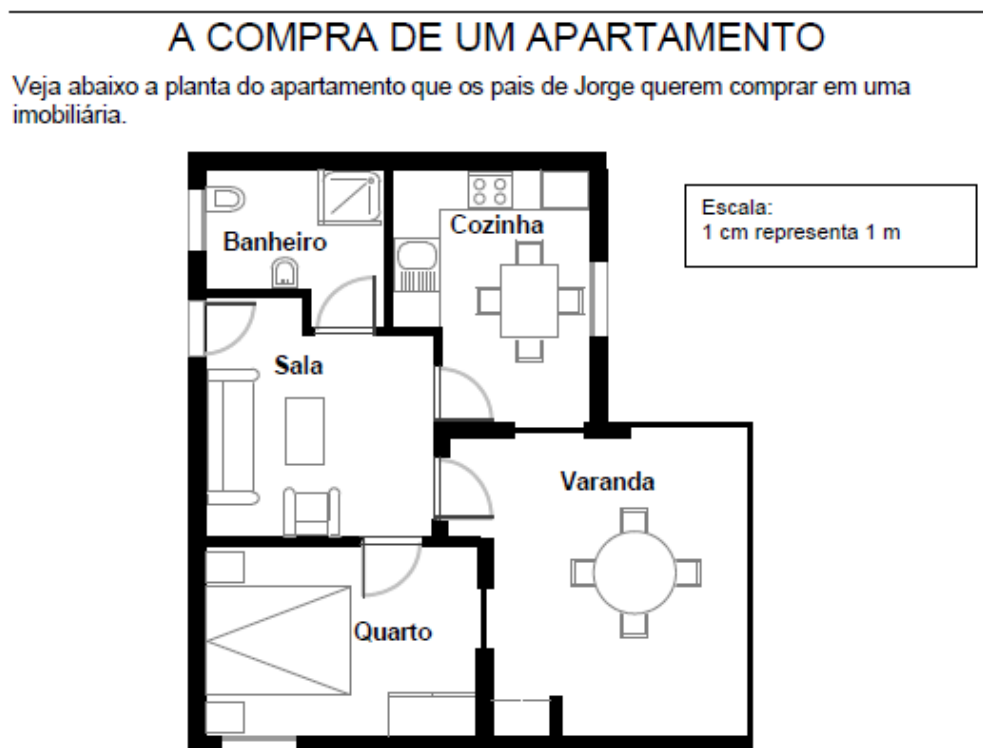 A COMPRA DE UM APARTAMENTO
Veja abaixo a planta do apartamento que os pais de Jorge querem comprar em uma
imobiliária.
Escala:
1 cm representa 1 m
Cozinha
Banheiro
Sala
Varanda
Quarto